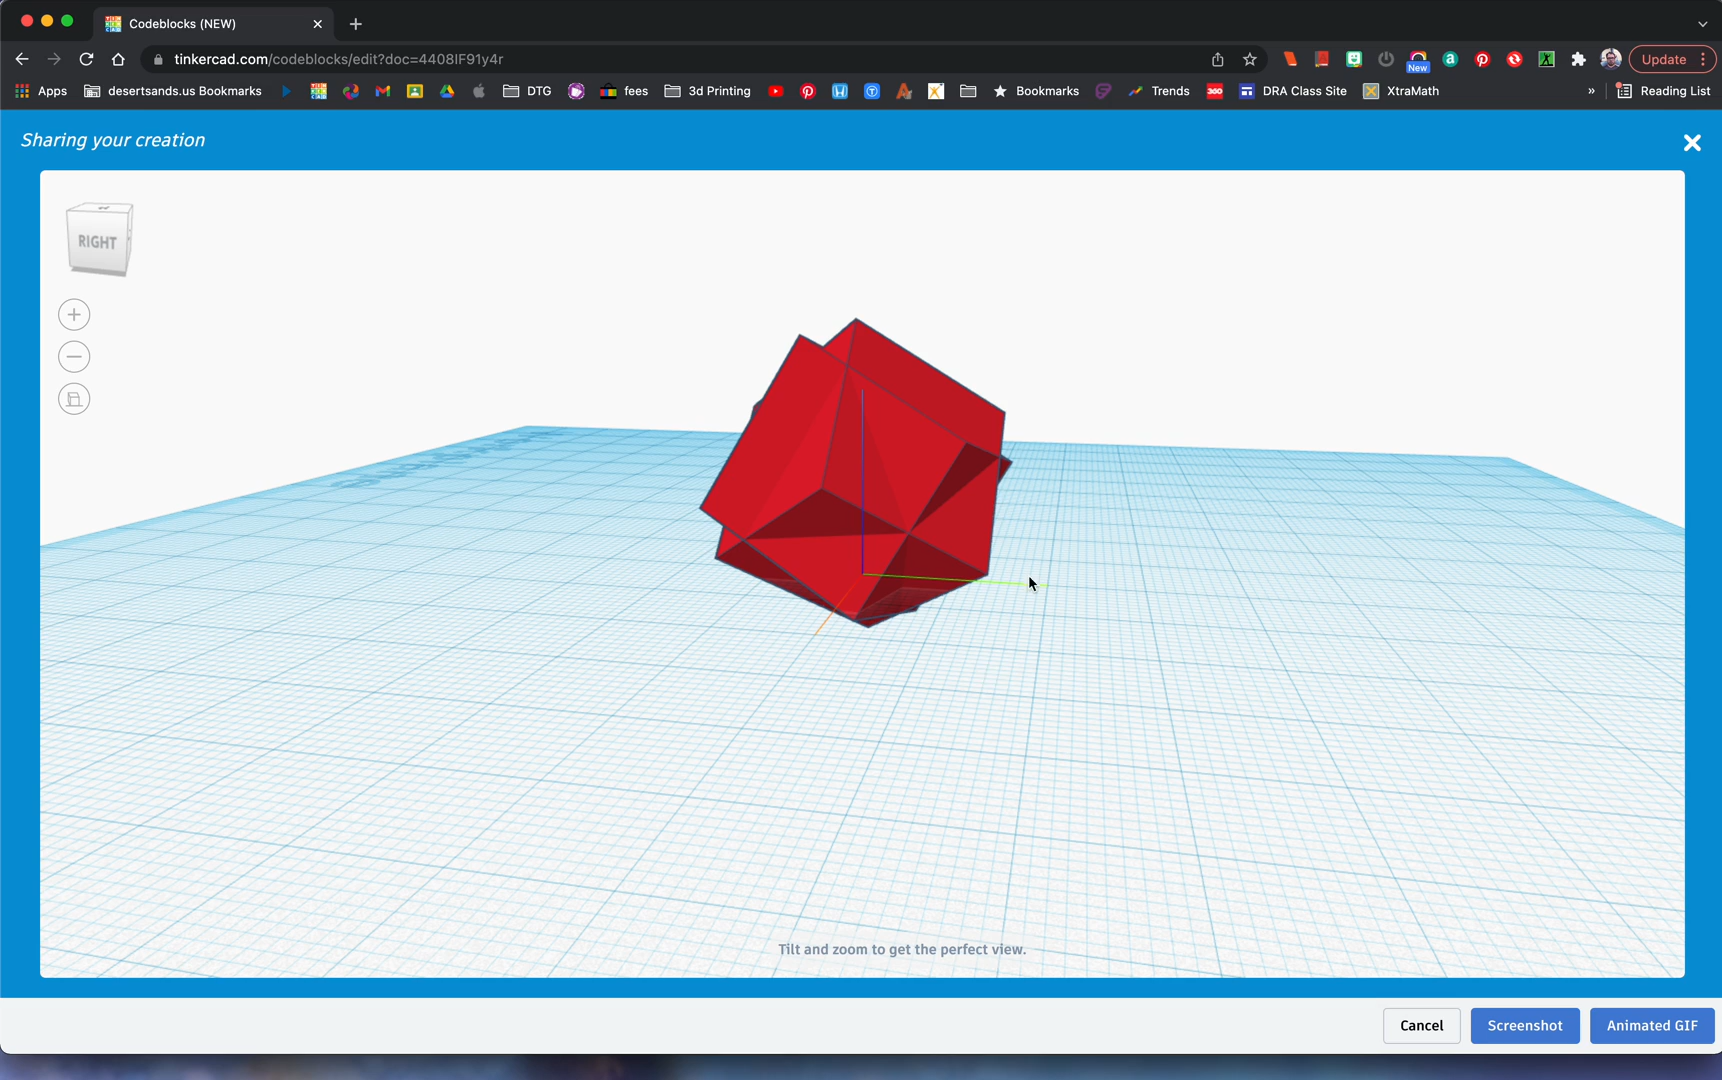 Codeblocks (NEW)
tinkercad.com/codeblocks/edit?doc=4408IF91y4r
New
Update
Apps
desertsands.us Bookmarks
DTG
fees
3d Printing
Bookmarks
Trends
360
DRA Class Site
XtraMath
»
Reading List
Sharing your creation
RIGHT
Tilt and zoom to get the perfect view.
Cancel
Screenshot
Animated GIF